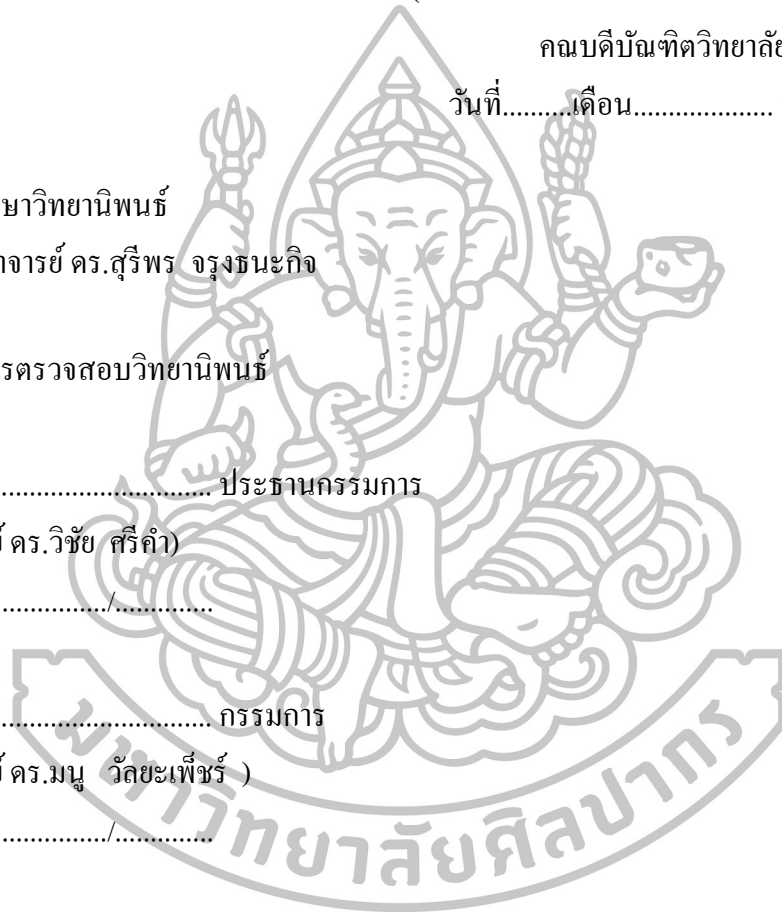 คณบดีบัณฑิตวิทยาลัย
วันที่..........เดือน....................
ษาวิทยานิพนธ์
าจารย์ ดร.สุรีพร จรุงธนะกิจ
รตรวจสอบวิทยานิพนธ์
.............................. ประธานกรรมการ
ย์ ดร.วิชัย ศรีคำ)
.............../..............
.............................. กรรมการ
ย์ ดร.มนู วัลยะเพ็ชร์ )
.............../..............
มหาวิทยาลัยศิลปากร